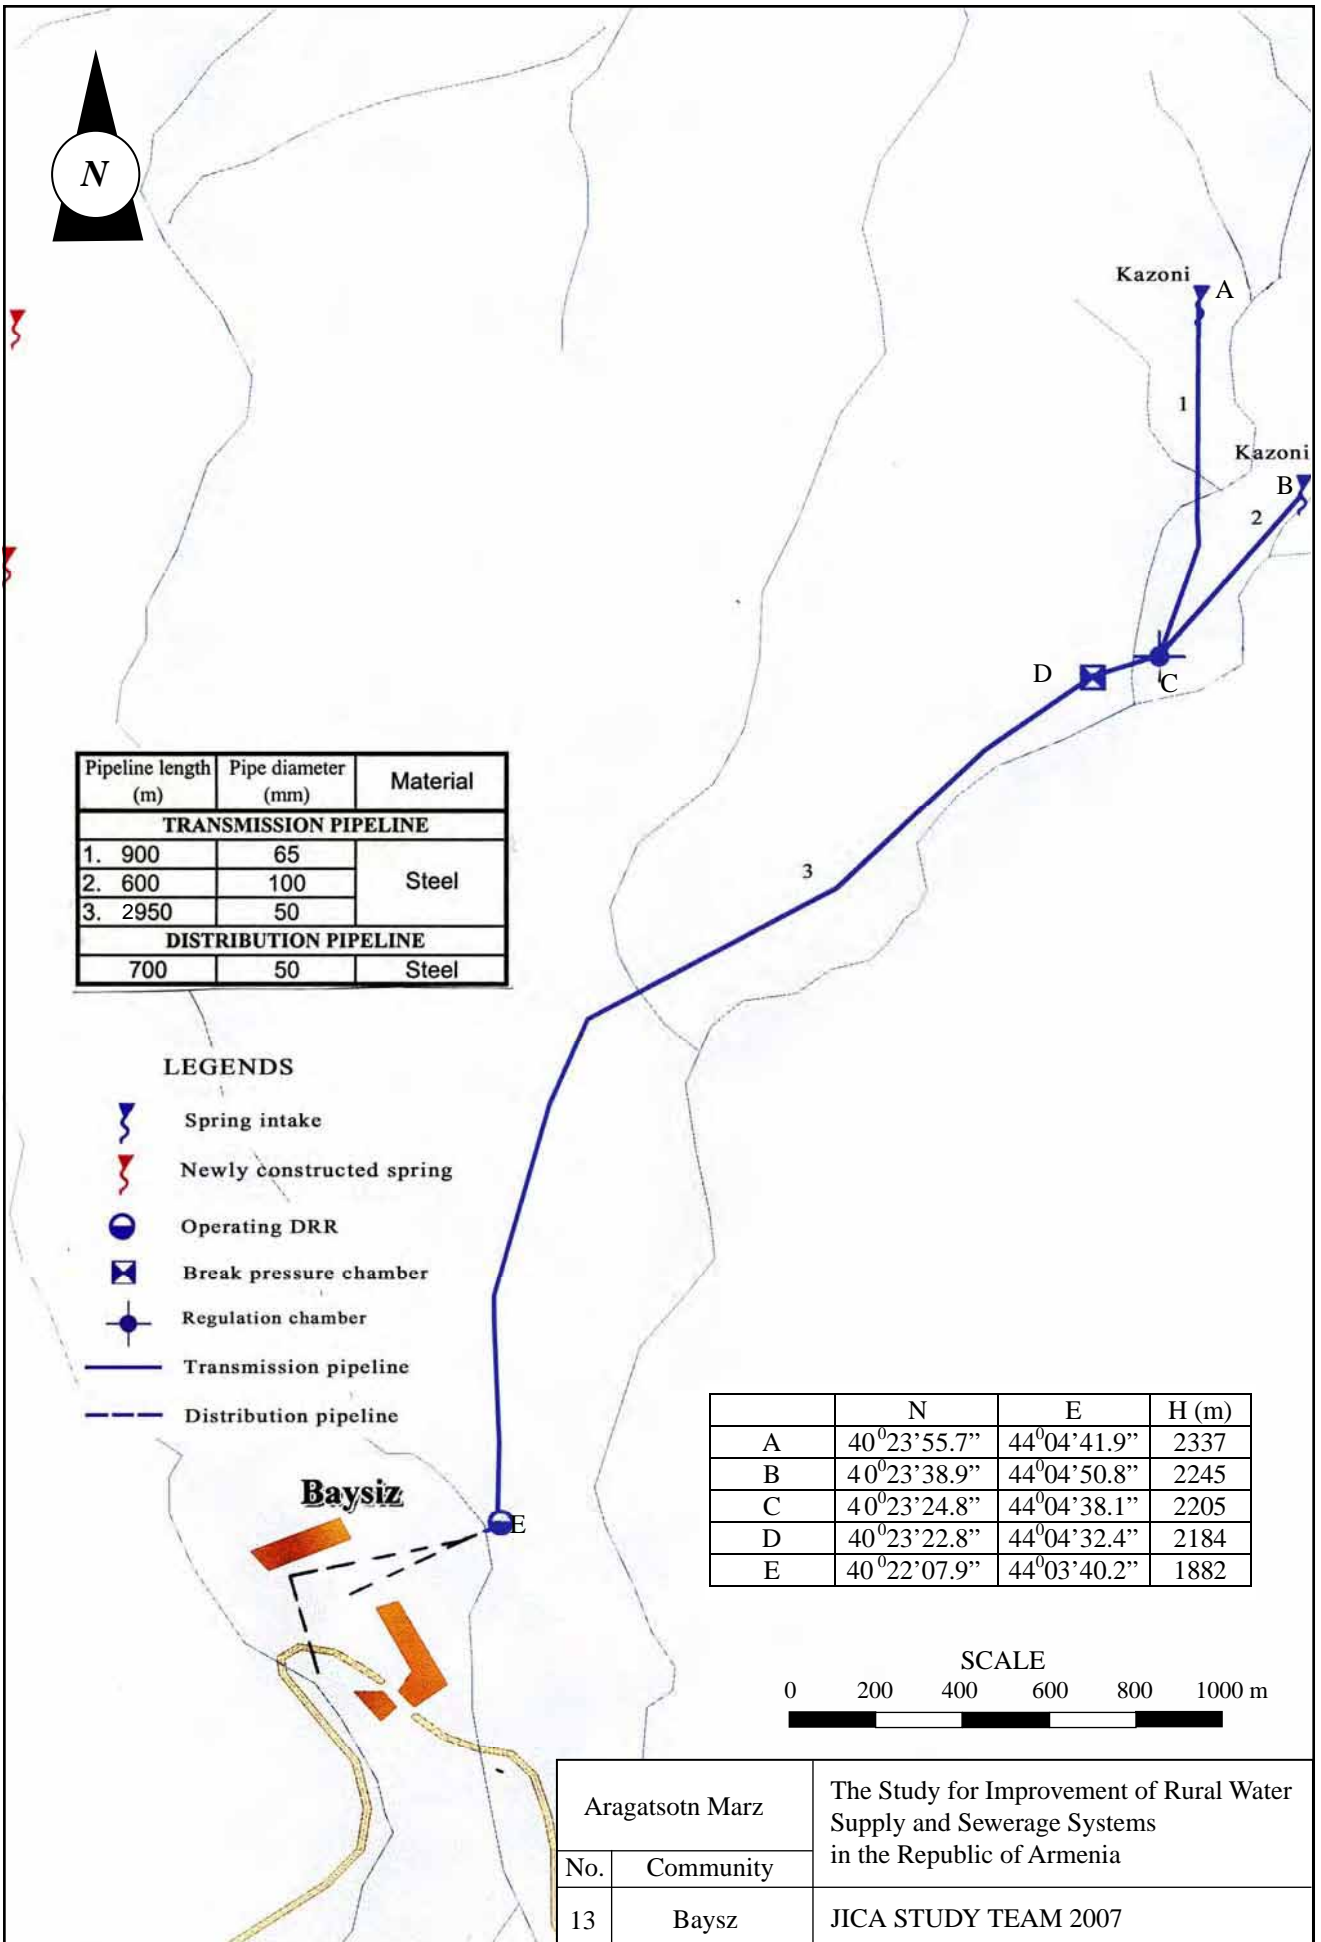 N
Kazoni
A
1
Kazoni
B
2
D
C
Pipeline length (m) Pipe diameter (mm) Material
TRANSMISSION PIPELINE
1. 900 65 Steel
2. 600 100
3. 2950 50
DISTRIBUTION PIPELINE
700 50 Steel
3
LEGENDS
Spring intake
Newly constructed spring
Operating DRR
Break pressure chamber
Regulation chamber
Transmission pipeline
Distribution pipeline
N E H (m)
A 40⁰23’55.7” 44⁰04’41.9” 2337
B 40⁰23’38.9” 44⁰04’50.8” 2245
C 40⁰23’24.8” 44⁰04’38.1” 2205
D 40⁰23’22.8” 44⁰04’32.4” 2184
E 40⁰22’07.9” 44⁰03’40.2” 1882
Baysiz
E
SCALE
0 200 400 600 800 1000 m
Aragatsotn Marz
The Study for Improvement of Rural Water
Supply and Sewerage Systems
in the Republic of Armenia
No. Community
13 Baysz JICA STUDY TEAM 2007